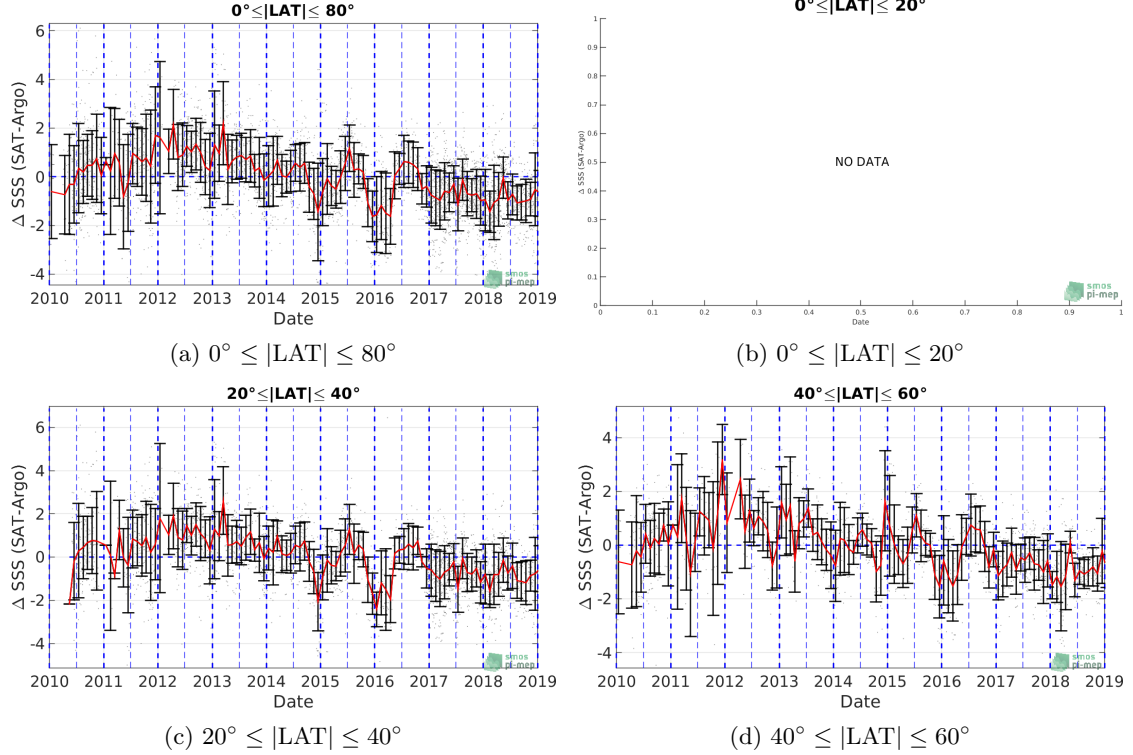 0°≤|LAT|≤ 80°
Δ SSS (SAT-Argo)
6
4
2
0
-2
-4
2010 2011 2012 2013 2014 2015 2016 2017 2018 2019
Date
smos
pi-mep
(a) 0° ≤ |LAT| ≤ 80°
0°≤|LAT|≤ 20°
Δ SSS (SAT-Argo)
1
0.9
0.8
0.7
0.6
0.5
0.4
0.3
0.2
0.1
0
NO DATA
0 0.1 0.2 0.3 0.4 0.5 0.6 0.7 0.8 0.9 1
Date
smos
pi-mep
(b) 0° ≤ |LAT| ≤ 20°
20°≤|LAT|≤ 40°
Δ SSS (SAT-Argo)
6
4
2
0
-2
-4
2010 2011 2012 2013 2014 2015 2016 2017 2018 2019
Date
smos
pi-mep
(c) 20° ≤ |LAT| ≤ 40°
40°≤|LAT|≤ 60°
Δ SSS (SAT-Argo)
4
2
0
-2
-4
2010 2011 2012 2013 2014 2015 2016 2017 2018 2019
Date
smos
pi-mep
(d) 40° ≤ |LAT| ≤ 60°